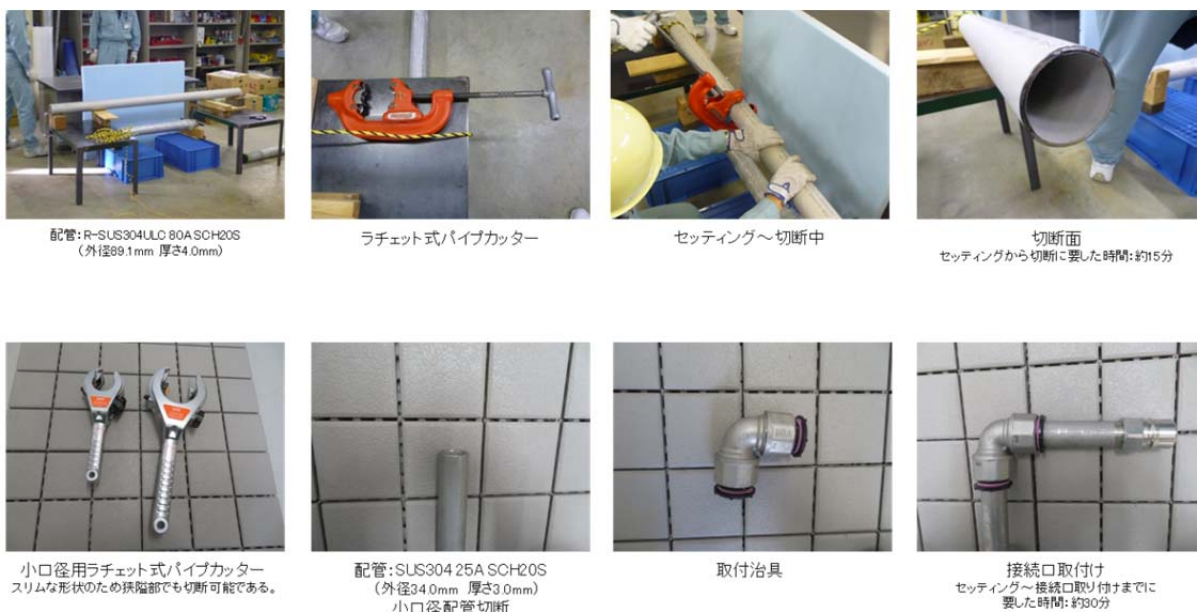 配管：R-SUS304ULC 80A SCH20S
（外径89.1mm 厚さ4.0mm）
ラチェット式パイプカッター
セッティング～切断中
切断面
セッティングから切断に要した時間：約15分
小口径用ラチェット式パイプカッター
スリムな形状のため狭隘部でも切断可能である。
配管：SUS304 25A SCH20S
（外径34.0mm 厚さ3.0mm）
小口径配管切断
取付治具
接続口取付け
セッティング～接続口取り付けまでに
要した時間：約30分